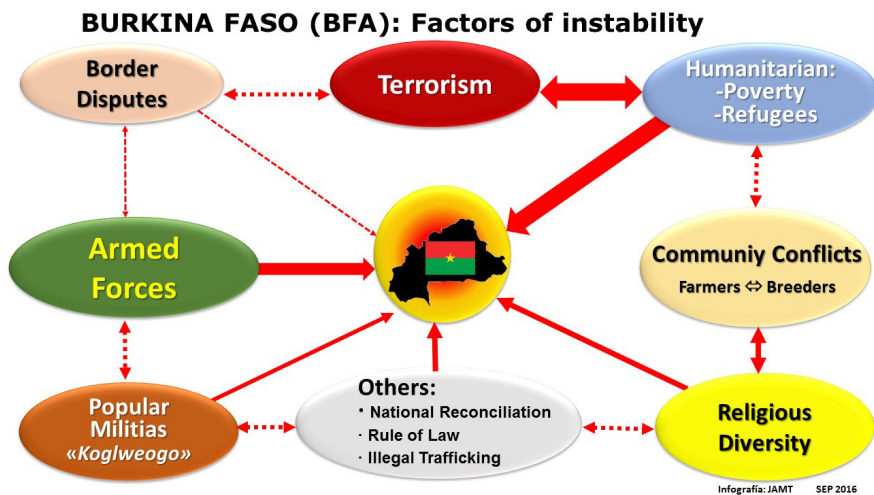 BURKINA FASO (BFA): Factors of instability
Border
Disputes
Terrorism
Humanitarian:
-Poverty
-Refugees
Armed
Forces
Communiy Conflicts
Farmers ⇔ Breeders
Popular
Militias
«Koglweogo»
Others:
• National Reconciliation
· Rule of Law
· Illegal Trafficking
Religious
Diversity
Infografía: JAMT SEP 2016